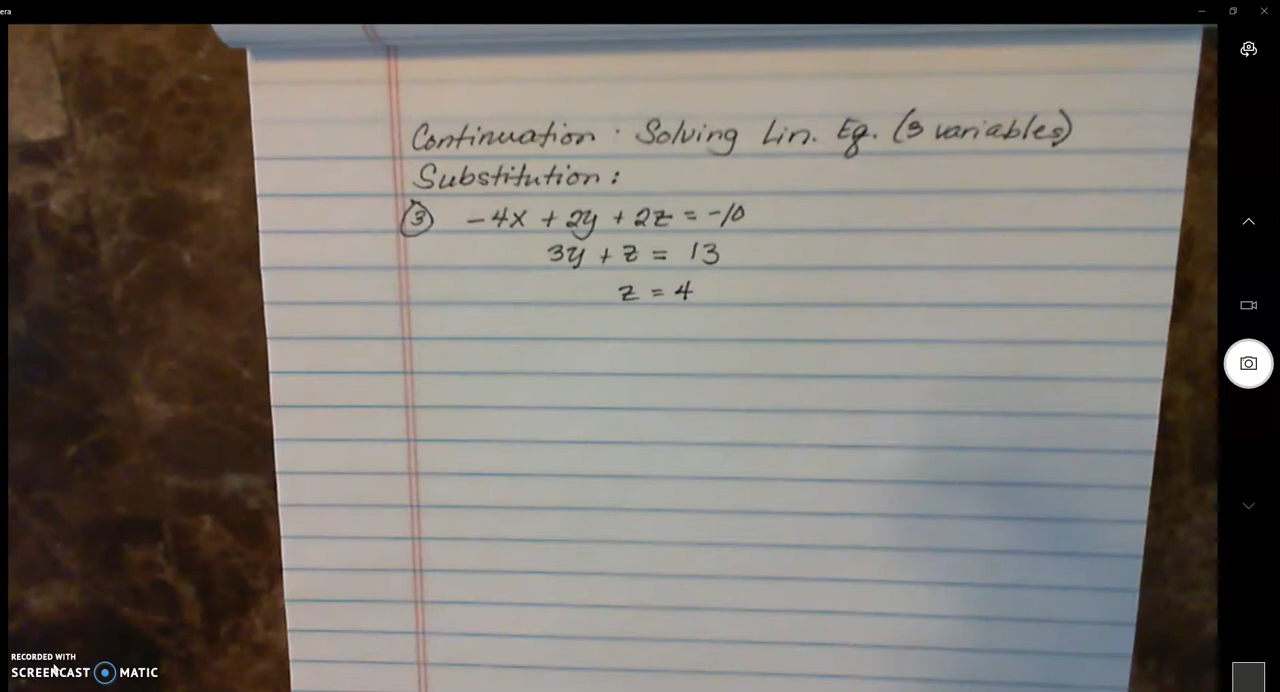 era
Continuation · Solving Lin. Eq. (3 variables)
Substitution :
③ -4x + 2y + 2z = -10
3y + z = 13
z = 4
RECORDED WITH
SCREENCAST MATIC